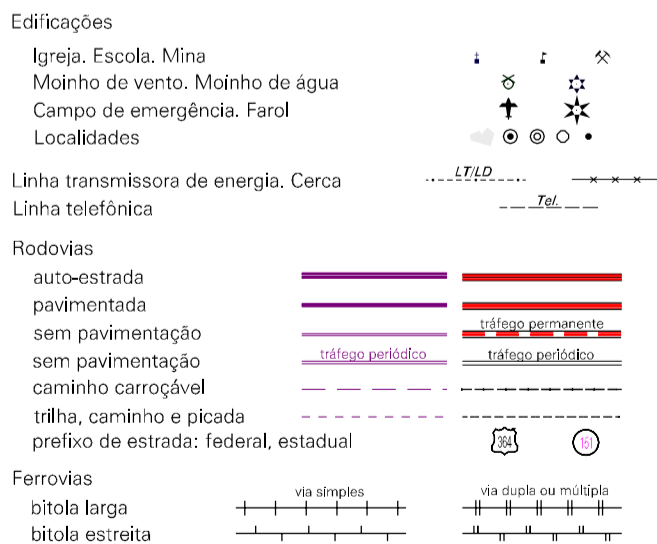 Edificações
Igreja. Escola. Mina
Moinho de vento. Moinho de água
Campo de emergência. Farol
Localidades
Linha transmissora de energia. Cerca LT/LD
Linha telefônica Tel.
Rodovias
auto-estrada
pavimentada
sem pavimentação tráfego permanente
sem pavimentação tráfego periódico tráfego periódico
caminho carroçável
trilha, caminho e picada
prefixo de estrada: federal, estadual 364 151
Ferrovias
via simples via dupla ou múltipla
bitola larga
bitola estreita